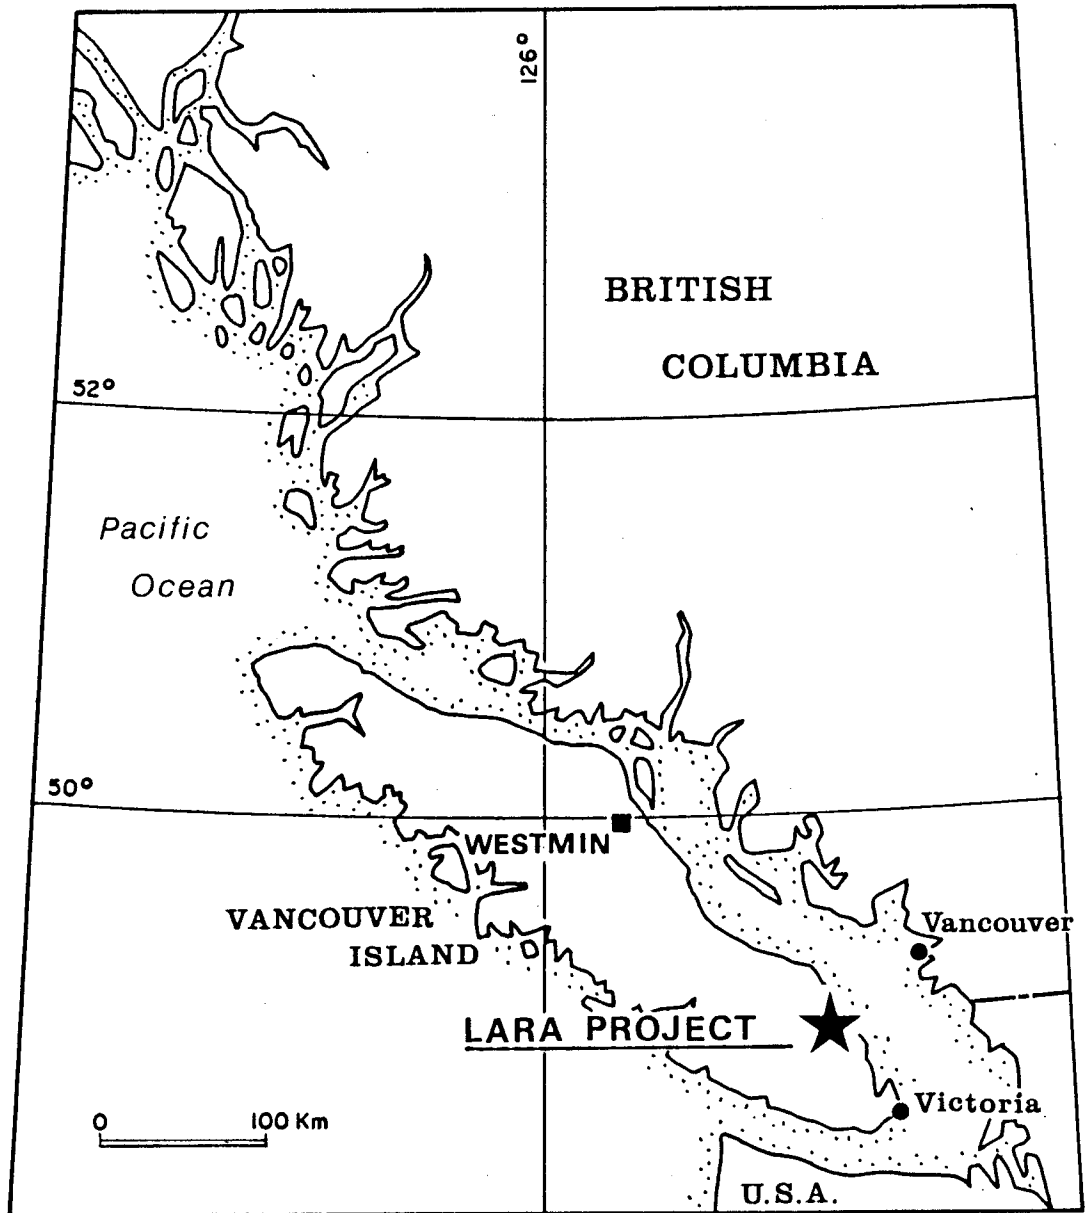 126°
BRITISH
COLUMBIA
52°
Pacific
Ocean
50°
WESTMIN
VANCOUVER
ISLAND
Vancouver
LARA PROJECT
Victoria
0 100 Km
U.S.A.